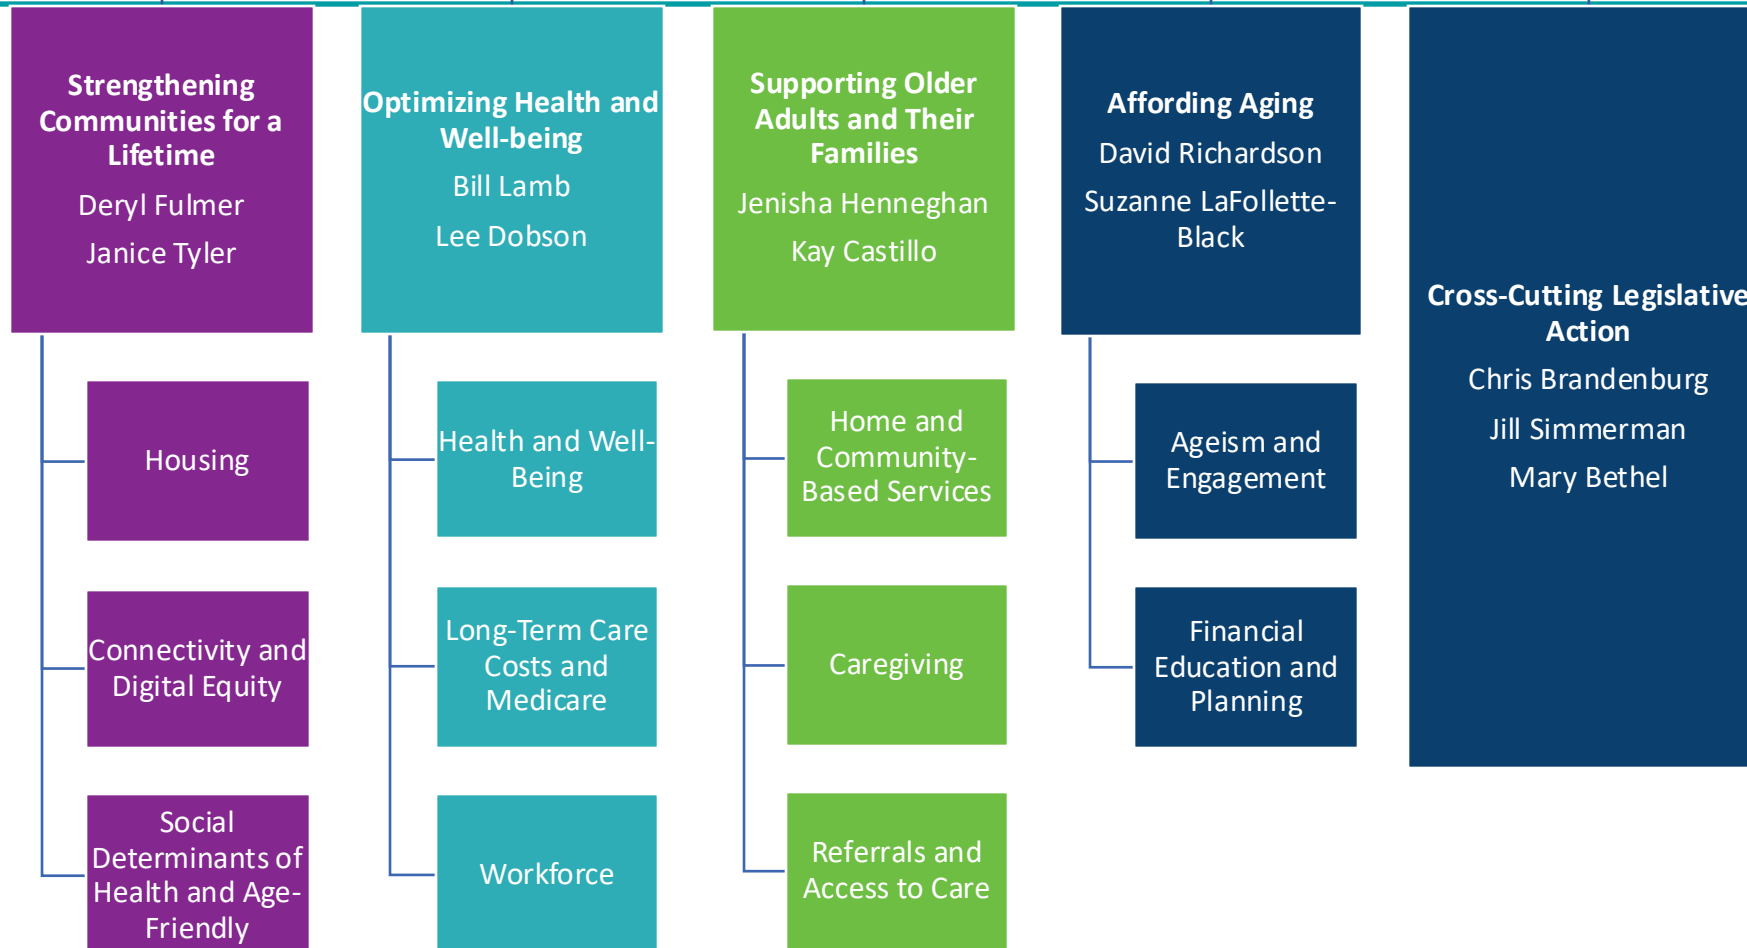 Strengthening
Communities for a
Lifetime
Deryl Fulmer
Janice Tyler
Housing
Connectivity and
Digital Equity
Social
Determinants of
Health and Age-
Friendly
Optimizing Health and
Well-being
Bill Lamb
Lee Dobson
Health and Well-
Being
Long-Term Care
Costs and
Medicare
Workforce
Supporting Older
Adults and Their
Families
Jenisha Henneghan
Kay Castillo
Home and
Community-
Based Services
Caregiving
Referrals and
Access to Care
Affording Aging
David Richardson
Suzanne LaFollette-
Black
Ageism and
Engagement
Financial
Education and
Planning
Cross-Cutting Legislative
Action
Chris Brandenburg
Jill Simmerman
Mary Bethel